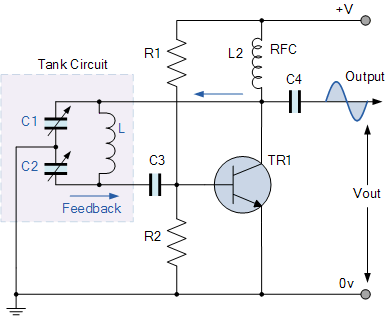 +V
R1
L2
RFC
Tank Circuit
C4
Output
C1
L
C2
C3
TR1
Feedback
Vout
R2
0v